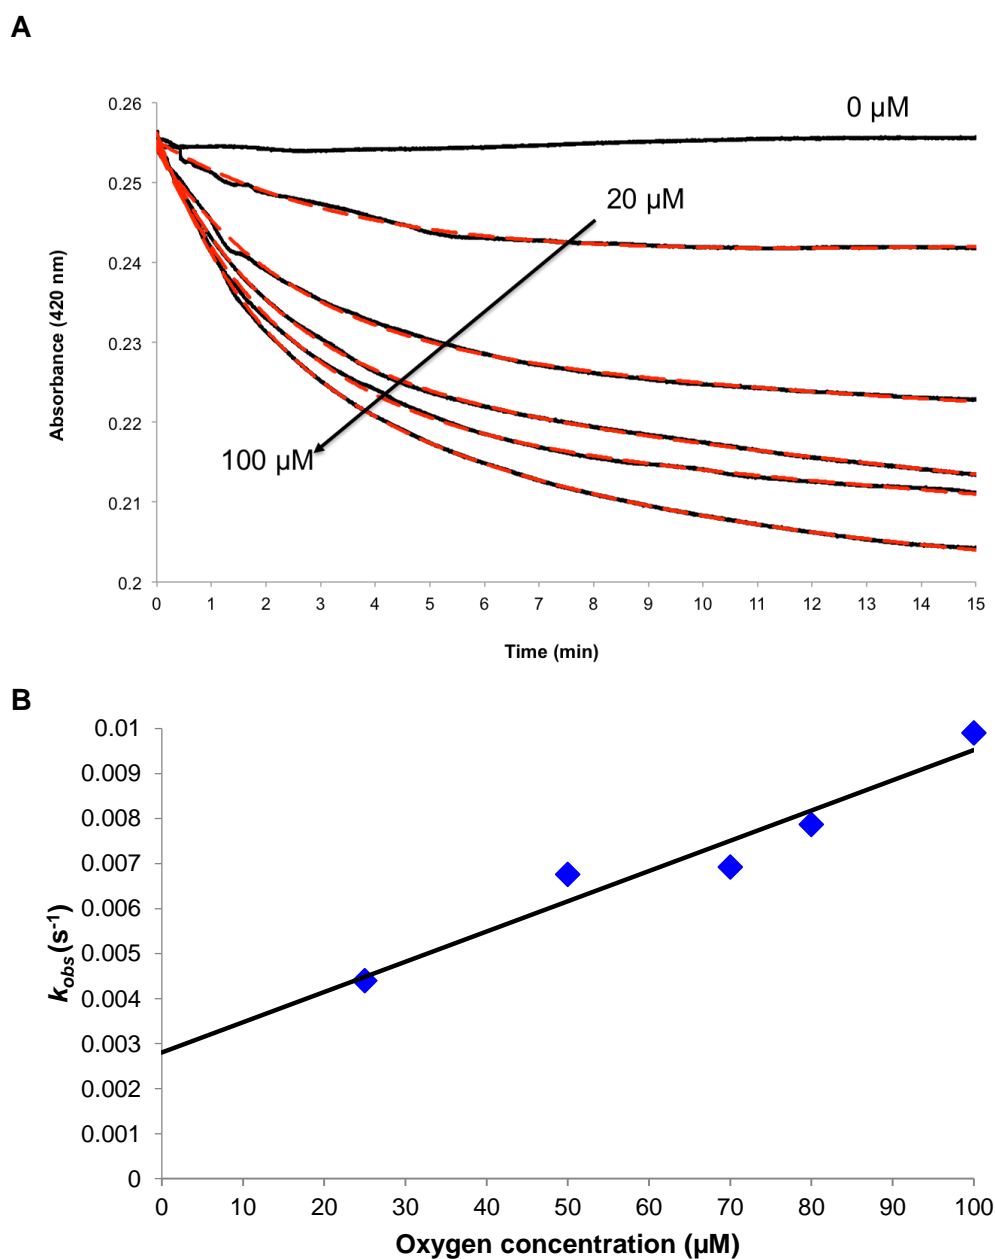 A
0 µM
20 µM
100 µM
0.26
0.25
0.24
0.23
0.22
0.21
0.2
Absorbance (420 nm)
0 1 2 3 4 5 6 7 8 9 10 11 12 13 14 15
Time (min)
B
0.01
0.009
0.008
0.007
0.006
0.005
0.004
0.003
0.002
0.001
0
k_obs (s⁻¹)
0 10 20 30 40 50 60 70 80 90 100
Oxygen concentration (µM)